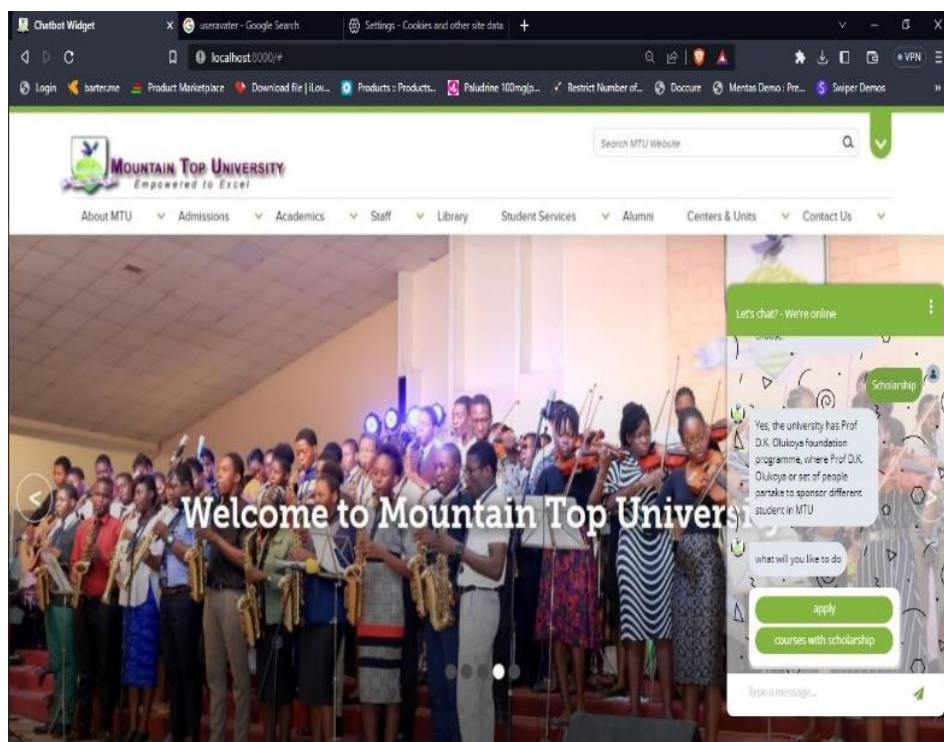 Chatbot Widget
useravater - Google Search
Settings - Cookies and other site data
localhost:8000/#
VPN
Login
barter.me
Product Marketplace
Download file | iLov...
Products :: Products...
Paludrine 100mg|p...
Restrict Number of...
Doccure
Mentas Demo : Pre...
Swiper Demos
Search MTU Website
MOUNTAIN TOP UNIVERSITY
Empowered to Excel
About MTU
Admissions
Academics
Staff
Library
Student Services
Alumni
Centers & Units
Contact Us
Welcome to Mountain Top Univers
Let's chat? - We're online
choose.
Scholarship
Yes, the university has Prof
D.K. Olukoya foundation
programme, where Prof D.K.
Olukoya or set of people
partake to sponsor different
student in MTU
what will you like to do
apply
courses with scholarship
Type a message...